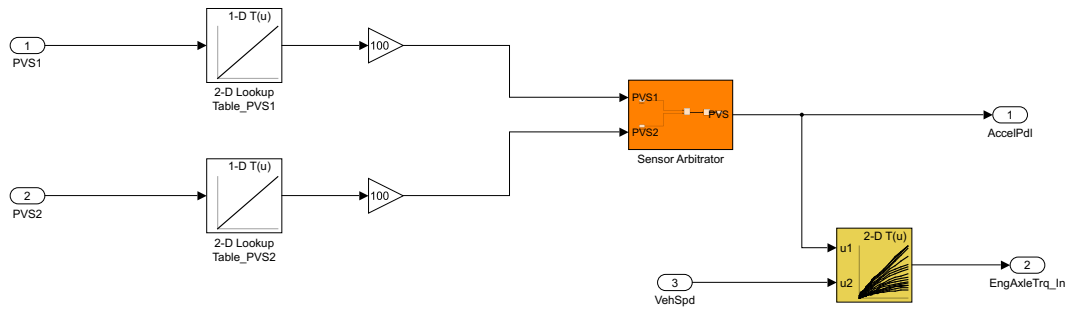 1-D T(u)
1
PVS1
2-D Lookup
Table_PVS1
100
PVS1
PVS2
PVS
Sensor Arbitrator
1
AccelPdl
1-D T(u)
2
PVS2
2-D Lookup
Table_PVS2
100
2-D T(u)
u1
u2
3
VehSpd
2
EngAxleTrq_In